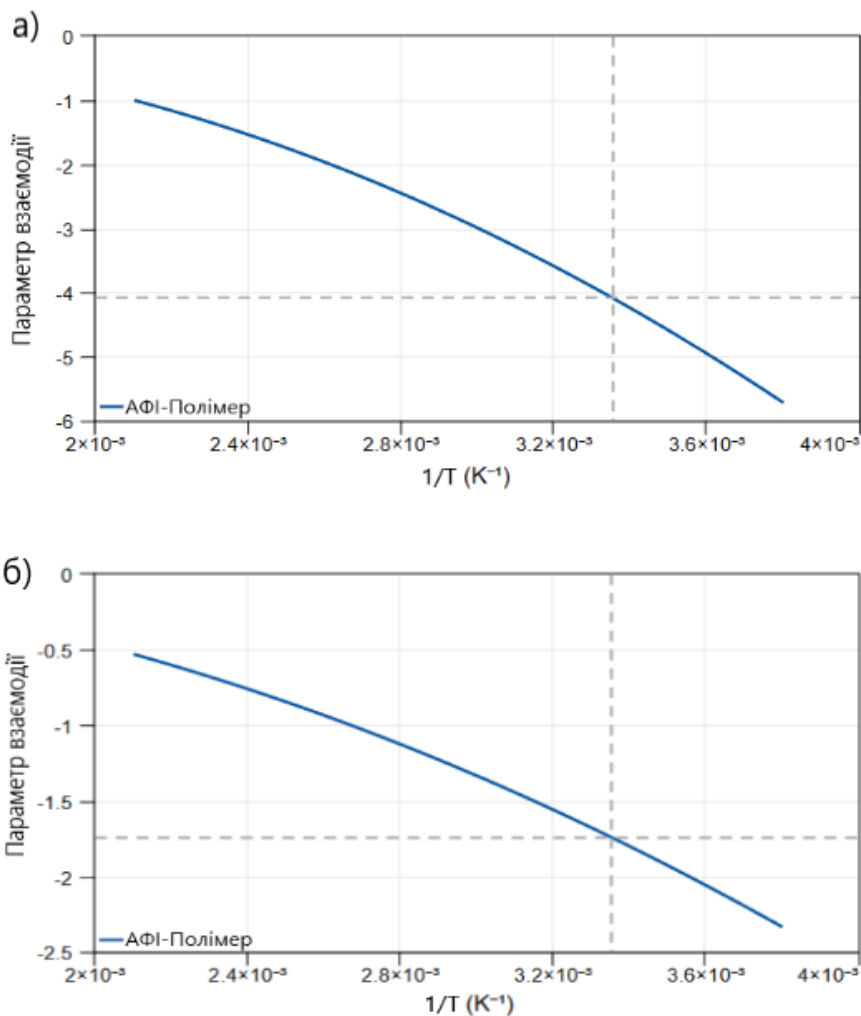 а)
0
-1
-2
-3
-4
-5
-6
Параметр взаємодії
АФІ-Полімер
2×10⁻³ 2.4×10⁻³ 2.8×10⁻³ 3.2×10⁻³ 3.6×10⁻³ 4×10⁻³
1/T (K⁻¹)
б)
0
-0.5
-1
-1.5
-2
-2.5
Параметр взаємодії
АФІ-Полімер
2×10⁻³ 2.4×10⁻³ 2.8×10⁻³ 3.2×10⁻³ 3.6×10⁻³ 4×10⁻³
1/T (K⁻¹)